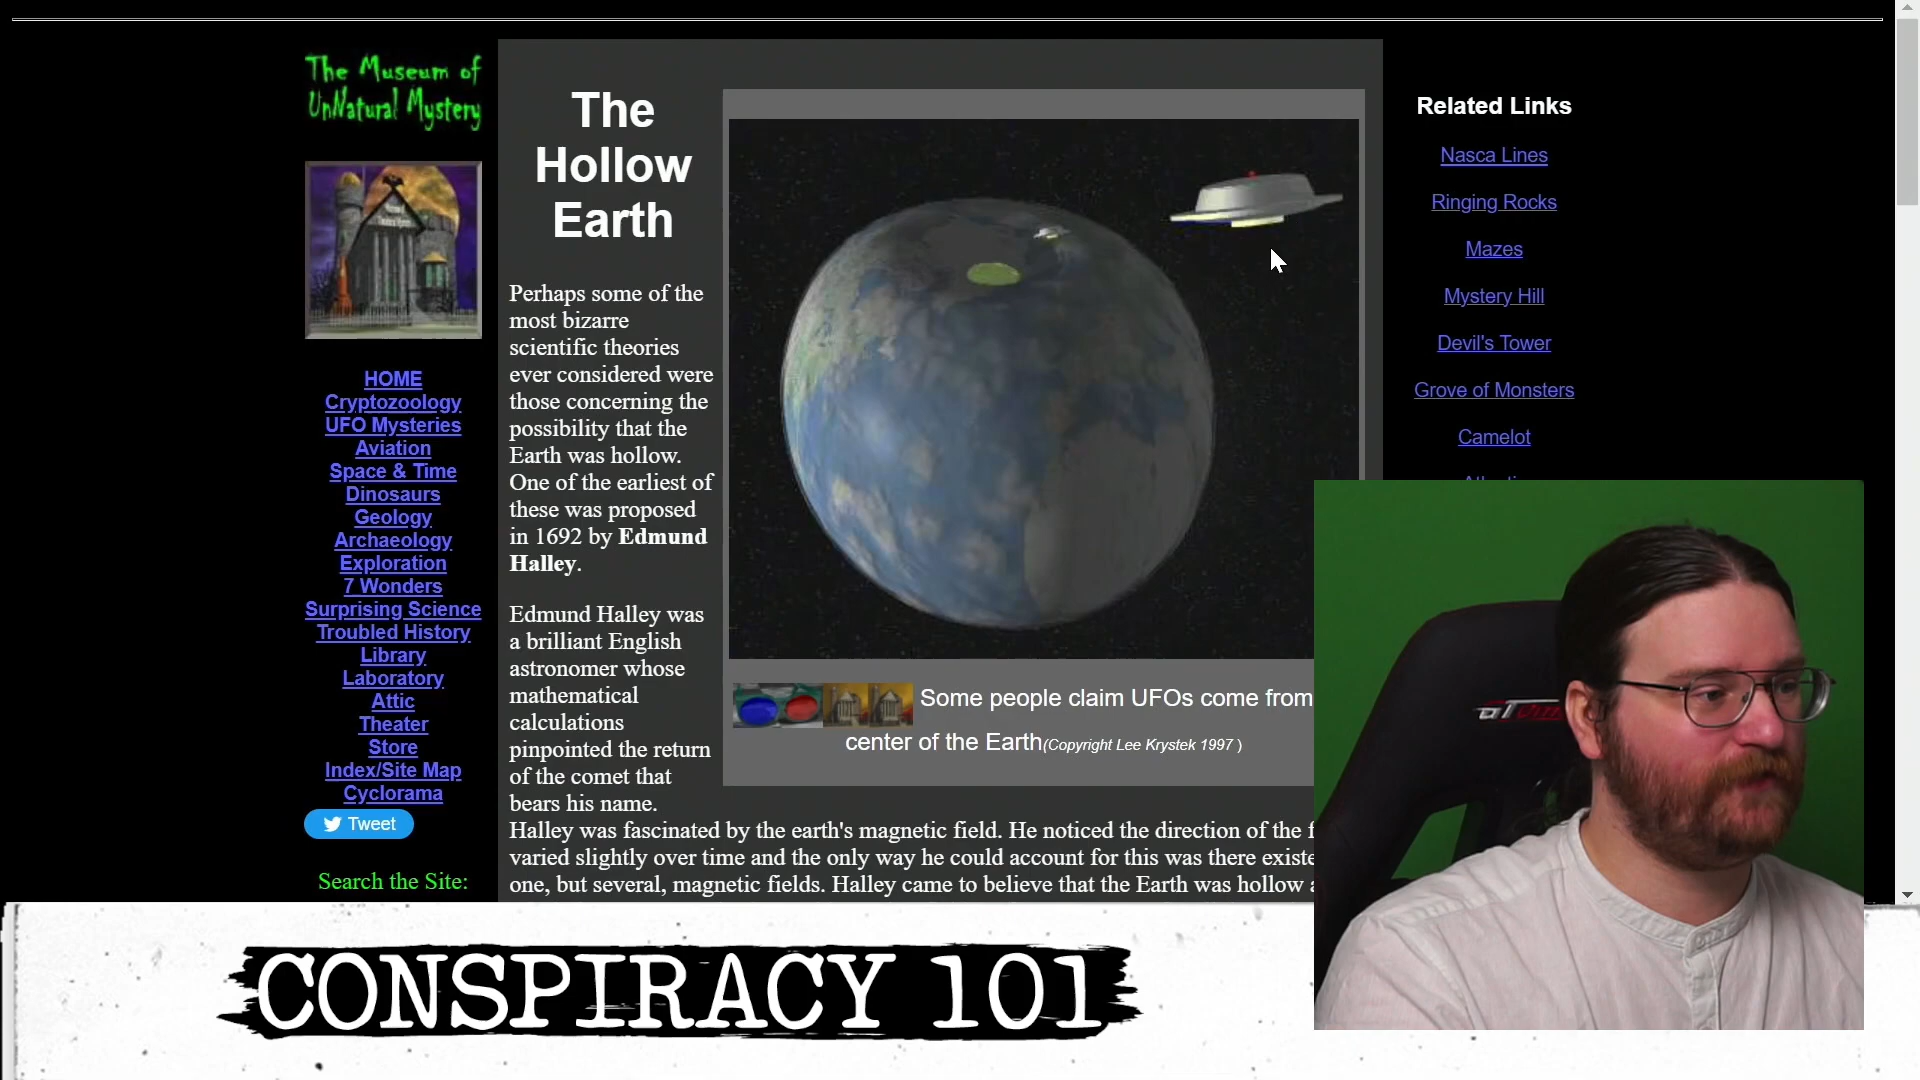 The Museum of
UnNatural Mystery
HOME
Cryptozoology
UFO Mysteries
Aviation
Space & Time
Dinosaurs
Geology
Archaeology
Exploration
7 Wonders
Surprising Science
Troubled History
Library
Laboratory
Attic
Theater
Store
Index/Site Map
Cyclorama
Tweet
Search the Site:
The
Hollow
Earth
Perhaps some of the
most bizarre
scientific theories
ever considered were
those concerning the
possibility that the
Earth was hollow.
One of the earliest of
these was proposed
in 1692 by Edmund
Halley.
Edmund Halley was
a brilliant English
astronomer whose
mathematical
calculations
pinpointed the return
of the comet that
bears his name.
Halley was fascinated by the earth's magnetic field. He noticed the direction of the
varied slightly over time and the only way he could account for this was there
one, but several, magnetic fields. Halley came to believe that the Earth was hollow
Some people claim UFOs come from
center of the Earth(Copyright Lee Krystek 1997 )
Related Links
Nasca Lines
Ringing Rocks
Mazes
Mystery Hill
Devil's Tower
Grove of Monsters
Camelot
CONSPIRACY 101